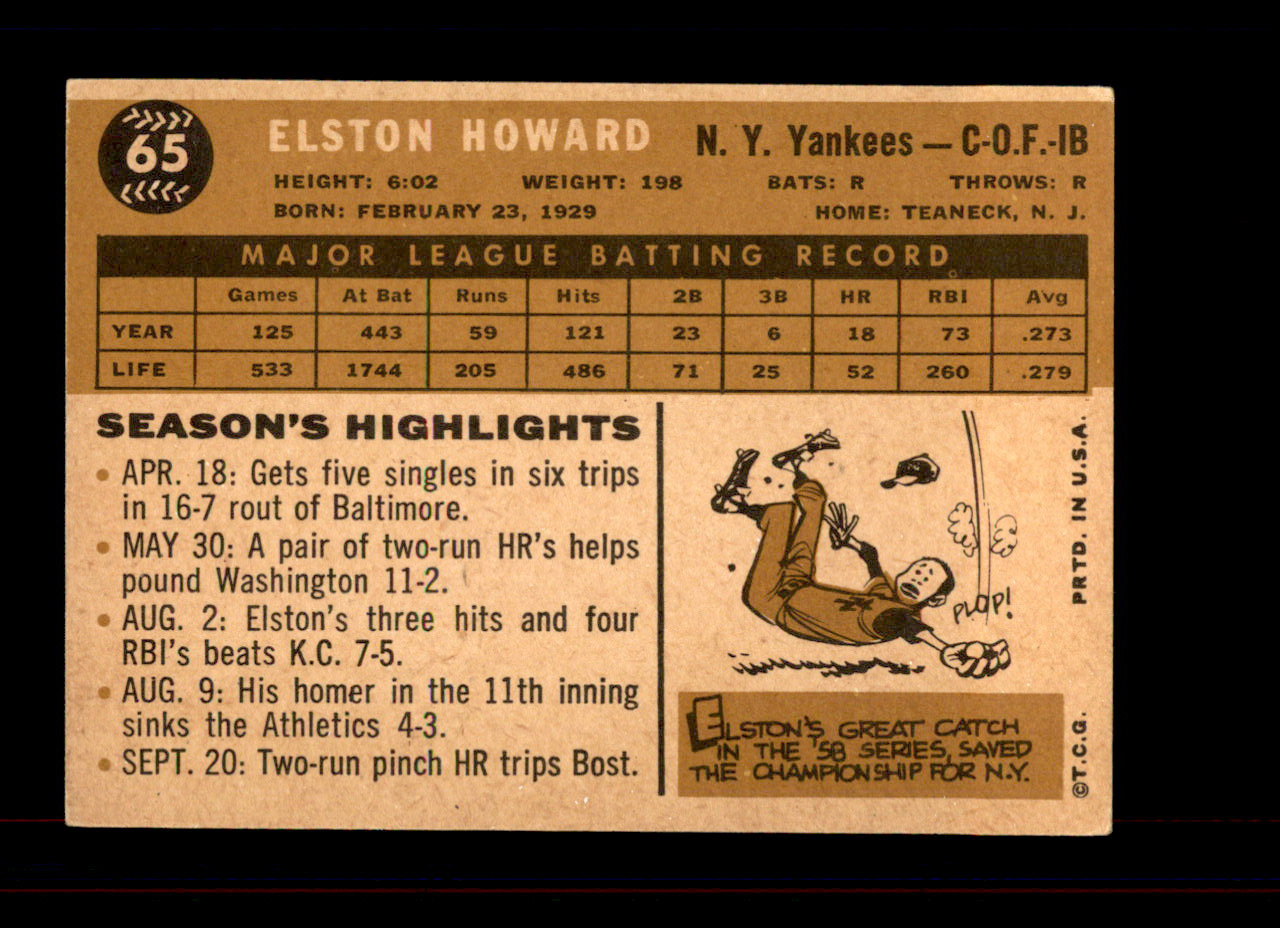 65
ELSTON HOWARD
N. Y. Yankees — C-O.F.-1B
HEIGHT: 6:02 WEIGHT: 198 BATS: R THROWS: R
BORN: FEBRUARY 23, 1929 HOME: TEANECK, N. J.
MAJOR LEAGUE BATTING RECORD
Games At Bat Runs Hits 2B 3B HR RBI Avg
YEAR 125 443 59 121 23 6 18 73 .273
LIFE 533 1744 205 486 71 25 52 260 .279
SEASON'S HIGHLIGHTS
• APR. 18: Gets five singles in six trips
in 16-7 rout of Baltimore.
• MAY 30: A pair of two-run HR's helps
pound Washington 11-2.
• AUG. 2: Elston's three hits and four
RBI's beats K.C. 7-5.
• AUG. 9: His homer in the 11th inning
sinks the Athletics 4-3.
• SEPT. 20: Two-run pinch HR trips Bost.
PLOP!
ELSTON'S GREAT CATCH
IN THE '58 SERIES, SAVED
THE CHAMPIONSHIP FOR N.Y.
©T.C.G. PRTD. IN U.S.A.